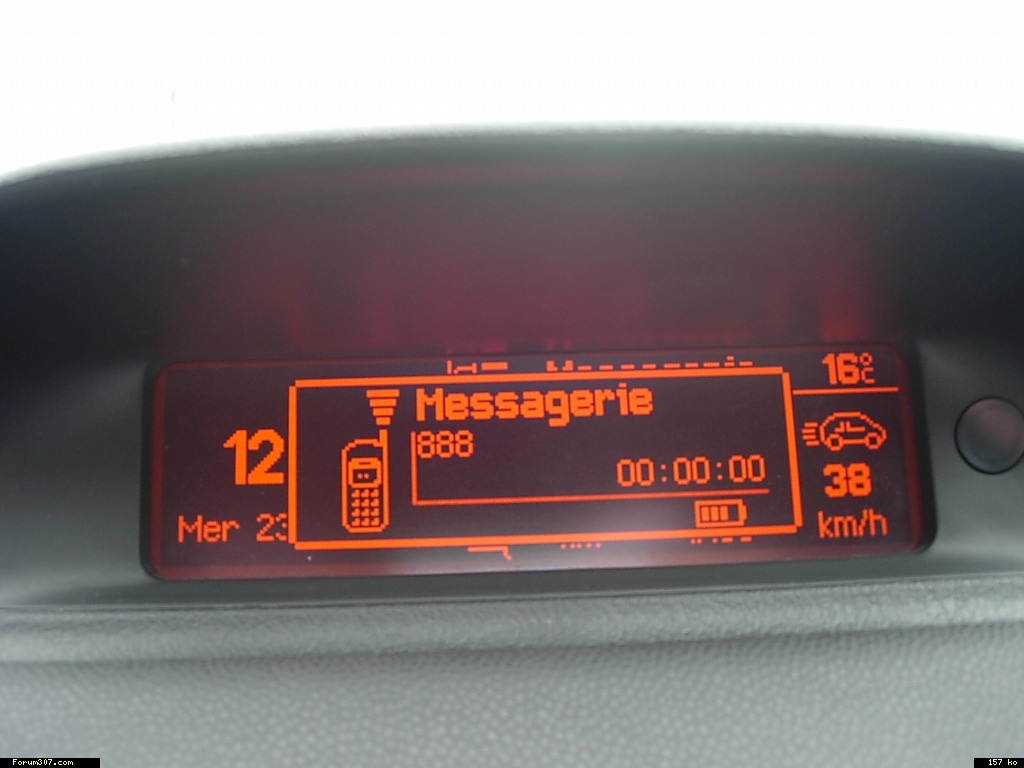 16°C
Messagerie
12
888
00:00:00
38
Mer 23
km/h
Forum307.com
157 ko